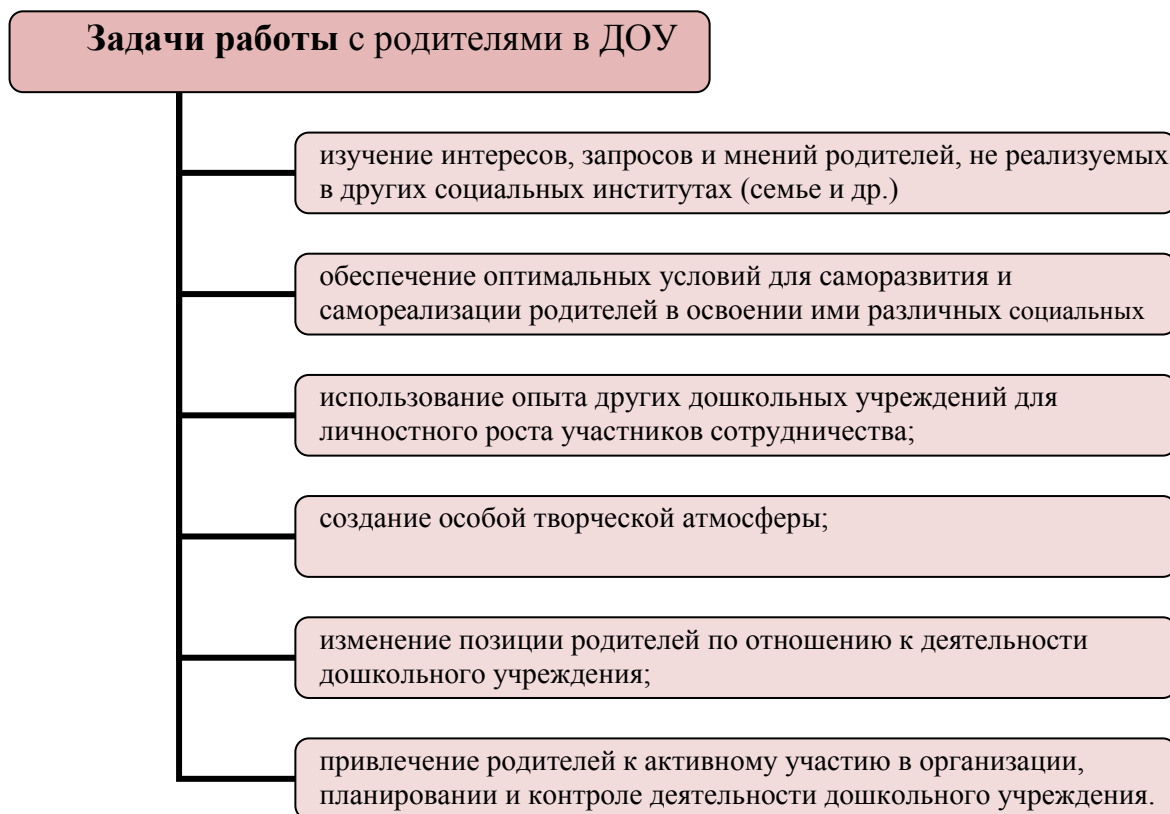 Задачи работы с родителями в ДОУ
изучение интересов, запросов и мнений родителей, не реализуемых
в других социальных институтах (семье и др.)
обеспечение оптимальных условий для саморазвития и
самореализации родителей в освоении ими различных социальных
использование опыта других дошкольных учреждений для
личностного роста участников сотрудничества;
создание особой творческой атмосферы;
изменение позиции родителей по отношению к деятельности
дошкольного учреждения;
привлечение родителей к активному участию в организации,
планировании и контроле деятельности дошкольного учреждения.